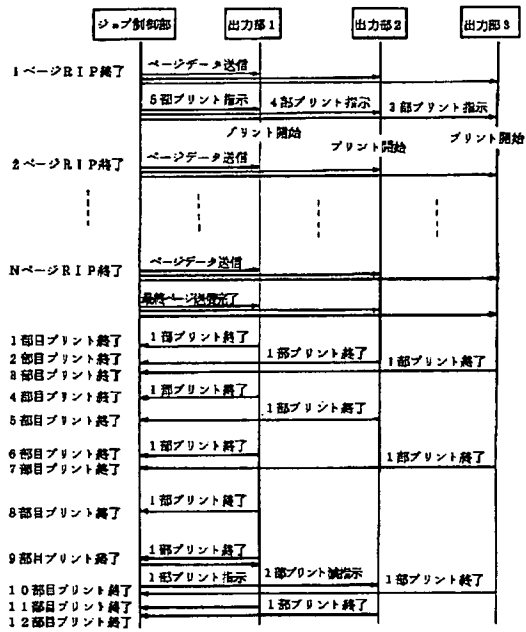 ジョブ制御部
出力部1
出力部2
出力部3
1ページRIP終了
ページデータ送信
5部プリント指示
4部プリント指示
3部プリント指示
プリント開始
プリント開始
プリント開始
2ページRIP終了
ページデータ送信
NページRIP終了
ページデータ送信
最終ページ送信完了
1部目プリント終了
1部プリント終了
2部目プリント終了
1部プリント終了
3部目プリント終了
1部プリント終了
4部目プリント終了
1部プリント終了
5部目プリント終了
1部プリント終了
6部目プリント終了
1部プリント終了
7部目プリント終了
1部プリント終了
8部目プリント終了
1部プリント終了
9部目プリント終了
1部プリント終了
1部プリント指示
1部プリント減指示
10部目プリント終了
1部プリント終了
11部目プリント終了
1部プリント終了
12部目プリント終了